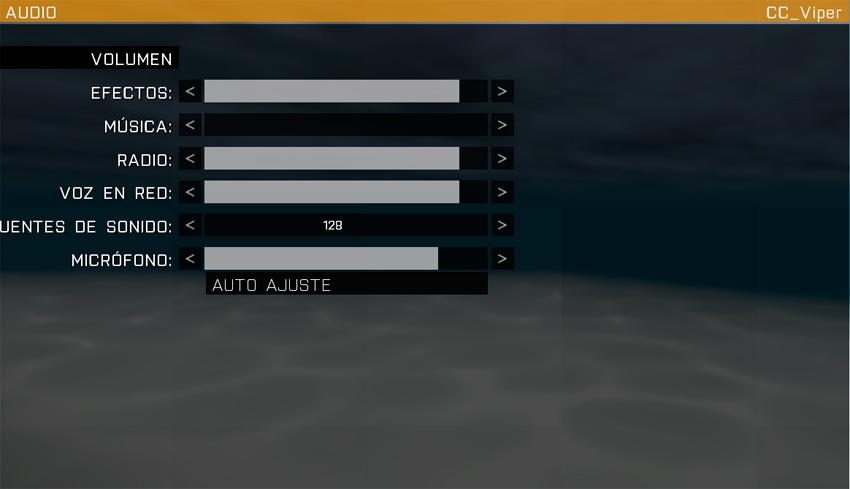 AUDIO
CC_Viper
VOLUMEN
EFECTOS: < >
MÚSICA: < >
RADIO: < >
VOZ EN RED: < >
UENTES DE SONIDO: < 128 >
MICRÓFONO: < >
AUTO AJUSTE